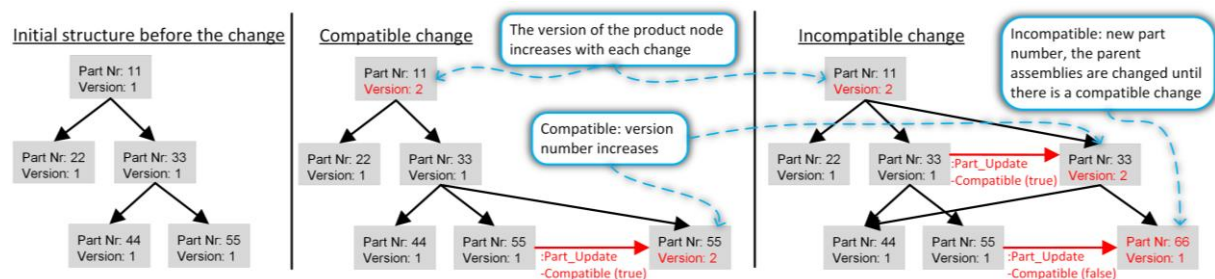 Initial structure before the change
Part Nr: 11
Version: 1
Part Nr: 22
Version: 1
Part Nr: 33
Version: 1
Part Nr: 44
Version: 1
Part Nr: 55
Version: 1
Compatible change
The version of the product node
increases with each change
Part Nr: 11
Version: 2
Compatible: version
number increases
Part Nr: 22
Version: 1
Part Nr: 33
Version: 1
Part Nr: 44
Version: 1
Part Nr: 55
Version: 1
:Part_Update
-Compatible (true)
Part Nr: 55
Version: 2
Incompatible change
Incompatible: new part
number, the parent
assemblies are changed until
there is a compatible change
Part Nr: 11
Version: 2
Part Nr: 22
Version: 1
Part Nr: 33
Version: 1
:Part_Update
-Compatible (true)
Part Nr: 33
Version: 2
Part Nr: 44
Version: 1
Part Nr: 55
Version: 1
:Part_Update
-Compatible (false)
Part Nr: 66
Version: 1